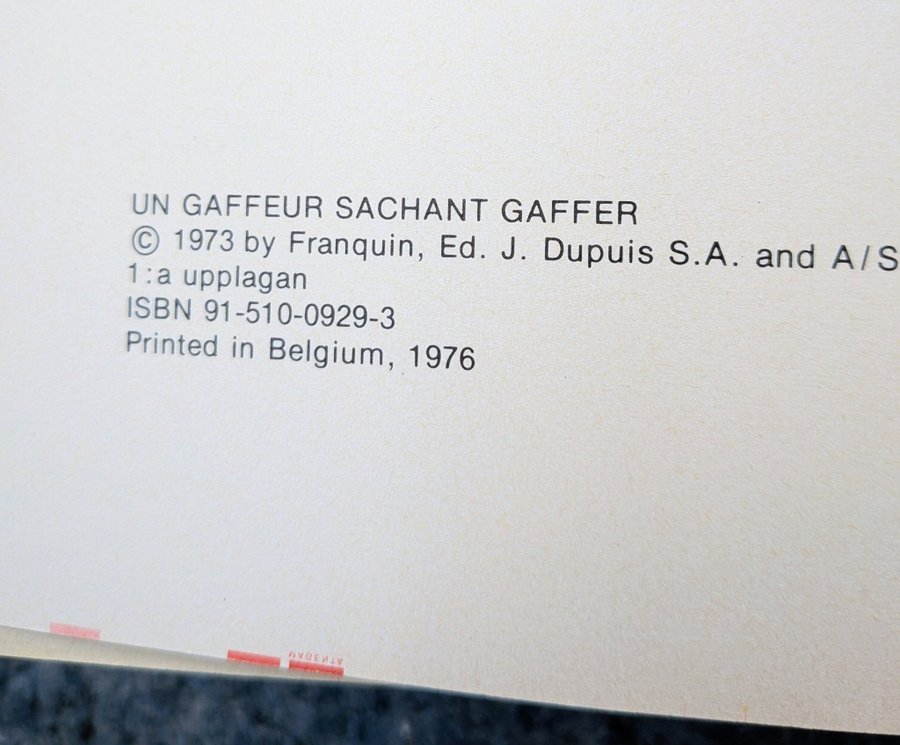 UN GAFFEUR SACHANT GAFFER
© 1973 by Franquin, Ed. J. Dupuis S.A. and A/S
1:a upplagan
ISBN 91-510-0929-3
Printed in Belgium, 1976
MAGENTA